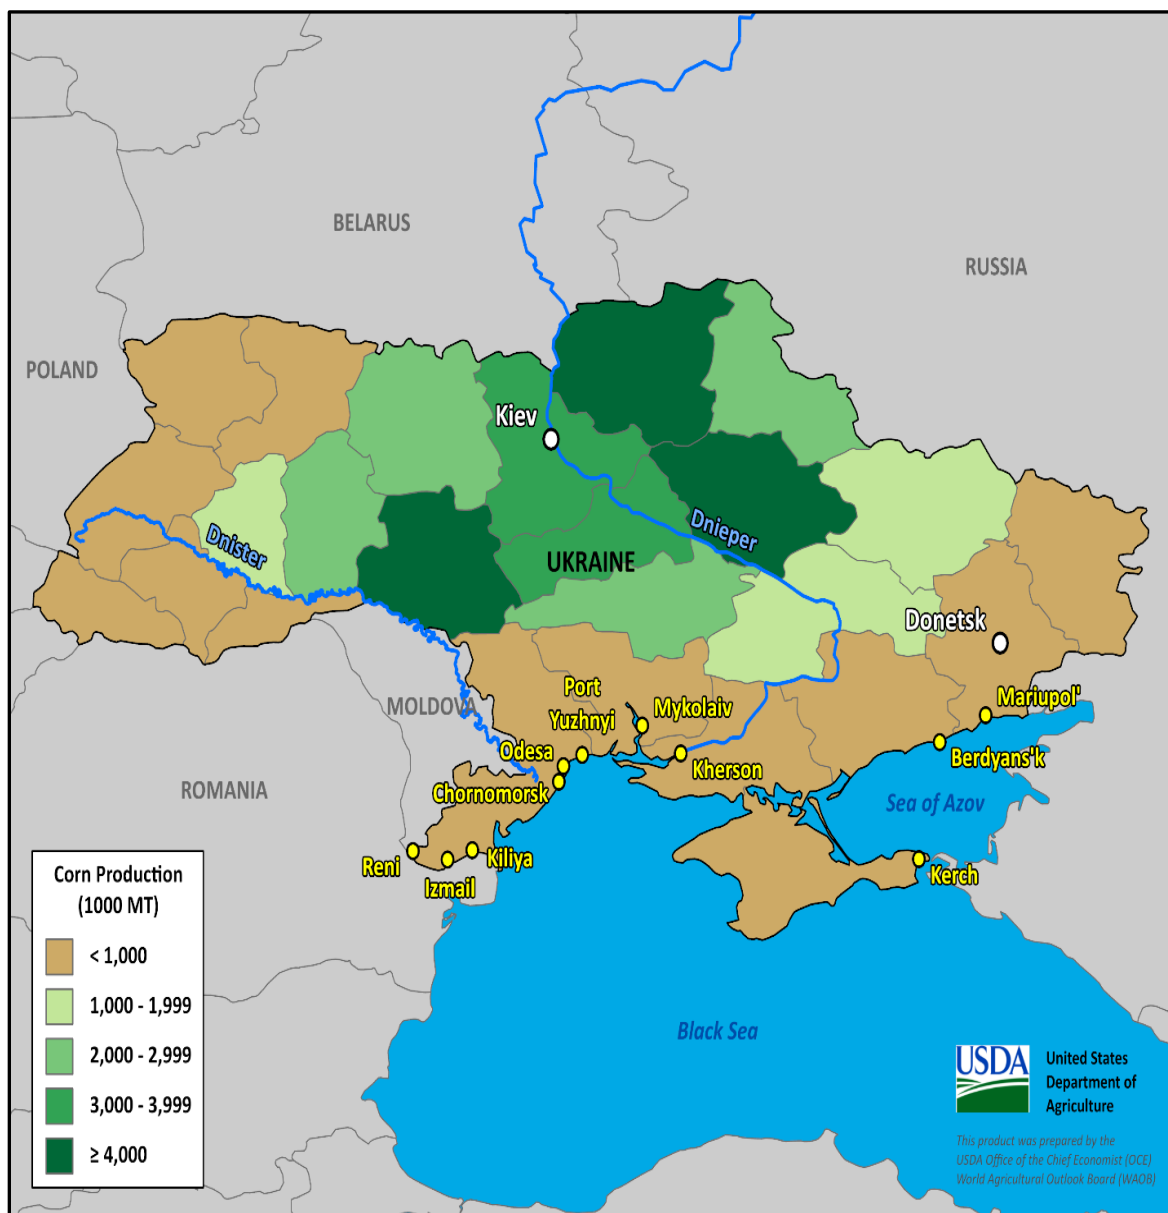 BELARUS
RUSSIA
POLAND
Kiev
Dnieper
Dnister
UKRAINE
Donetsk
MOLDOVA
Port
Yuzhnyi
Mykolaiv
Mariupol'
Odesa
Kherson
Berdyans'k
Chornomorsk
ROMANIA
Sea of Azov
Reni
Izmail
Kiliya
Kerch
Black Sea
Corn Production
(1000 MT)
< 1,000
1,000 - 1,999
2,000 - 2,999
3,000 - 3,999
≥ 4,000
USDA
United States
Department of
Agriculture
This product was prepared by the
USDA Office of the Chief Economist (OCE)
World Agricultural Outlook Board (WAOB)